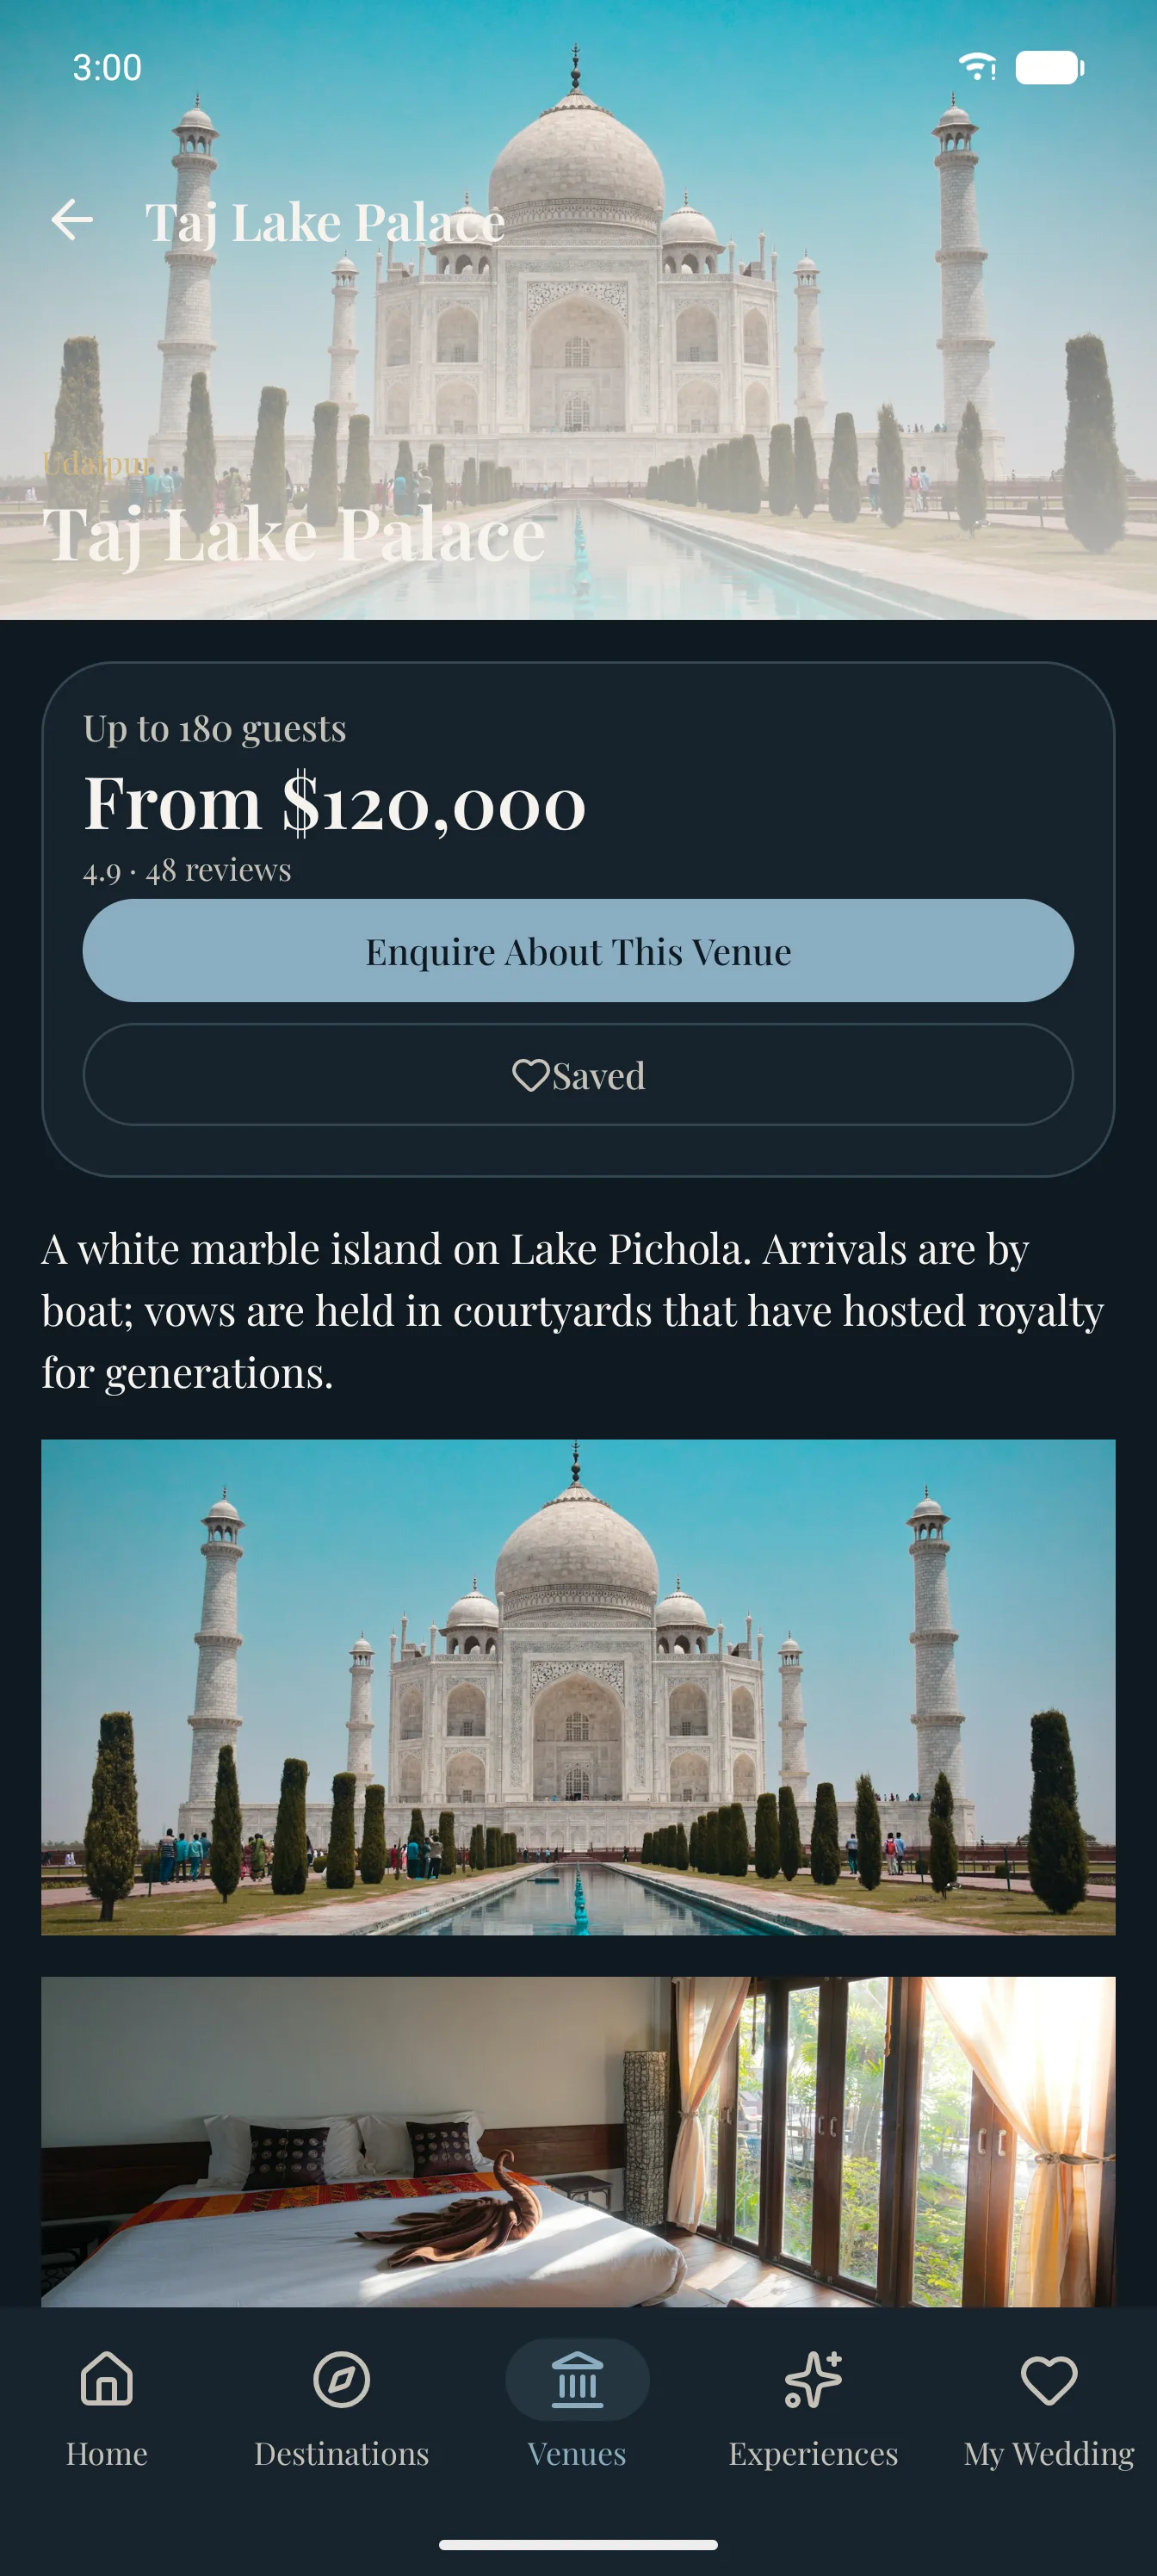 3:00
Taj Lake Palace
Udaipur
Taj Lake Palace
Up to 180 guests
From $120,000
4.9 · 48 reviews
Enquire About This Venue
Saved
A white marble island on Lake Pichola. Arrivals are by
boat; vows are held in courtyards that have hosted royalty
for generations.
Home
Destinations
Venues
Experiences
My Wedding